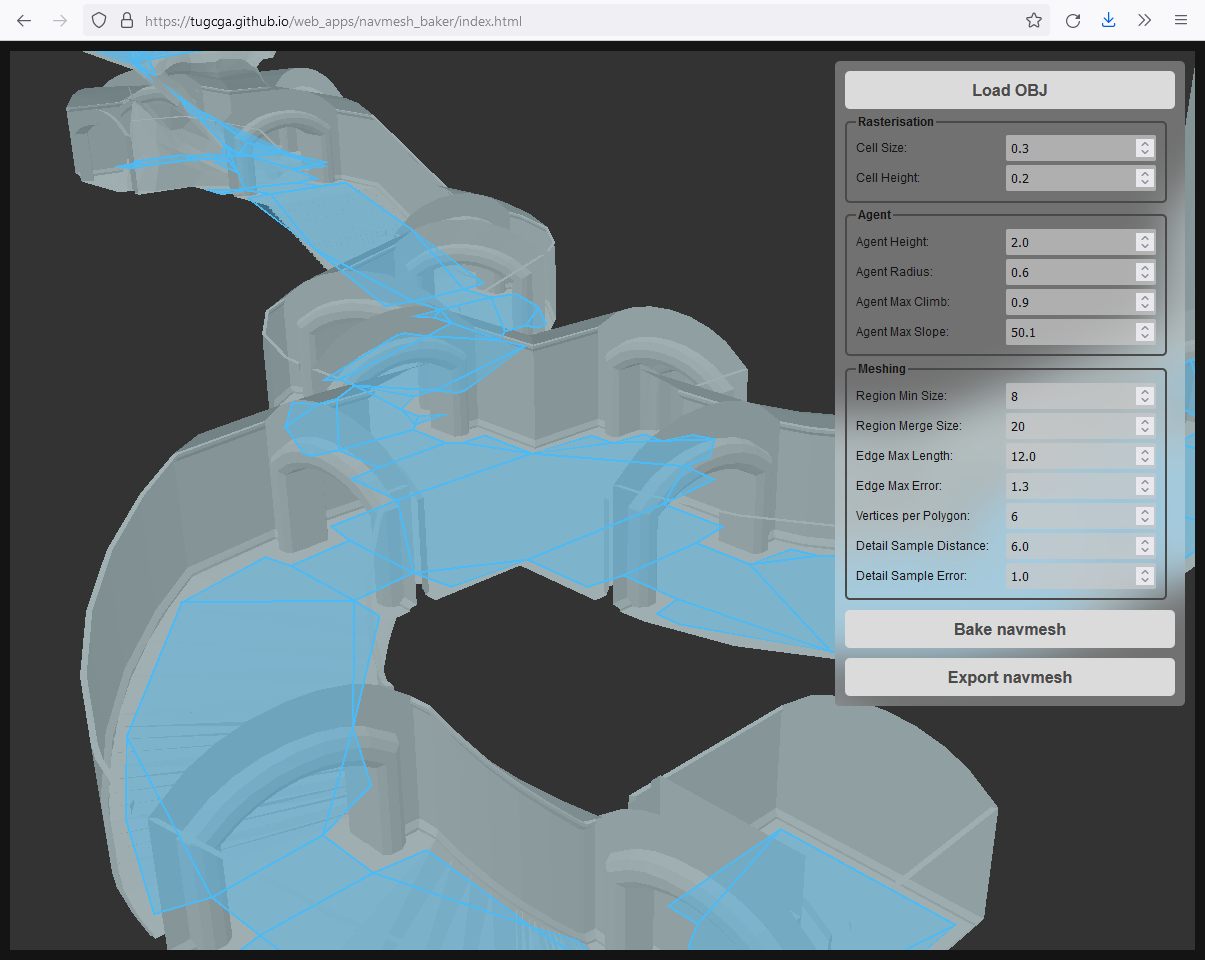 https://tugcga.github.io/web_apps/navmesh_baker/index.html
Load OBJ
Rasterisation
Cell Size: 0.3
Cell Height: 0.2
Agent
Agent Height: 2.0
Agent Radius: 0.6
Agent Max Climb: 0.9
Agent Max Slope: 50.1
Meshing
Region Min Size: 8
Region Merge Size: 20
Edge Max Length: 12.0
Edge Max Error: 1.3
Vertices per Polygon: 6
Detail Sample Distance: 6.0
Detail Sample Error: 1.0
Bake navmesh
Export navmesh